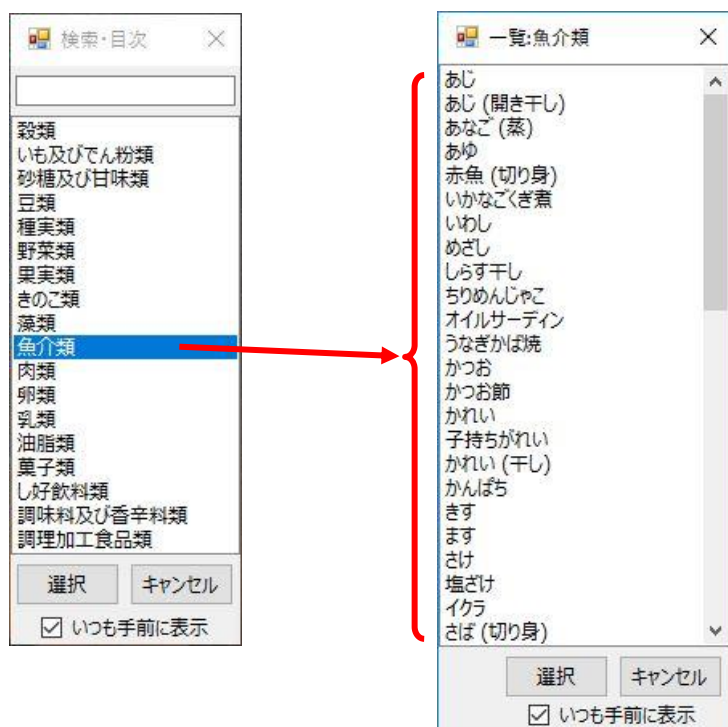 検索・目次
穀類
いも及びでん粉類
砂糖及び甘味類
豆類
種実類
野菜類
果実類
きのこ類
藻類
魚介類
肉類
卵類
乳類
油脂類
菓子類
し好飲料類
調味料及び香辛料類
調理加工食品類
選択
キャンセル
いつも手前に表示
一覧:魚介類
あじ
あじ (開き干し)
あなご (蒸)
あゆ
赤魚 (切り身)
いかなごくぎ煮
いわし
めざし
しらす干し
ちりめんじゃこ
オイルサーディン
うなぎかば焼
かつお
かつお節
かれい
子持ちがれい
かれい (干し)
かんぱち
きす
ます
さけ
塩ざけ
イクラ
さば (切り身)
選択
キャンセル
いつも手前に表示